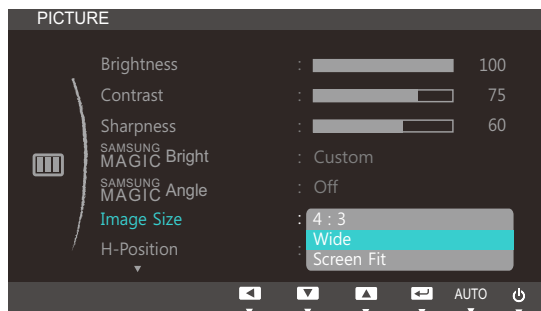 PICTURE
Brightness : 100
Contrast : 75
Sharpness : 60
SAMSUNG MAGIC Bright : Custom
SAMSUNG MAGIC Angle : Off
Image Size : 4 : 3
Wide
H-Position : Screen Fit
AUTO